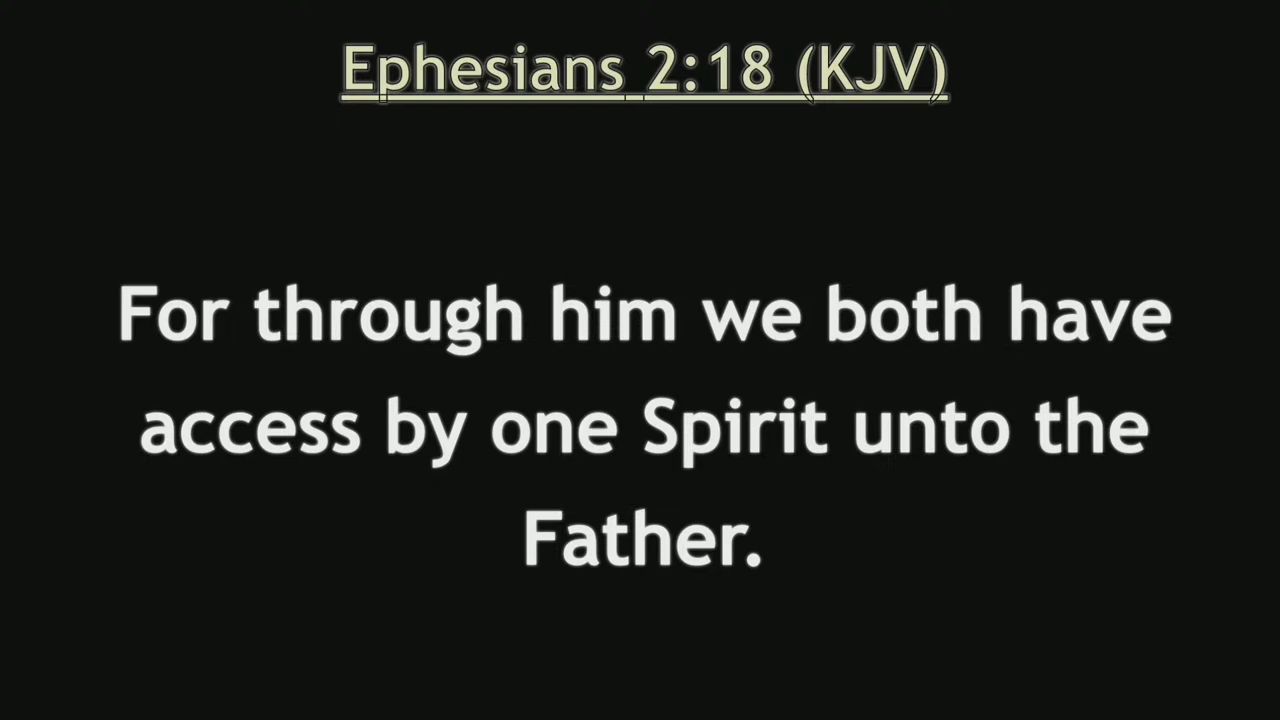 Ephesians 2:18 (KJV)
For through him we both have
access by one Spirit unto the
Father.